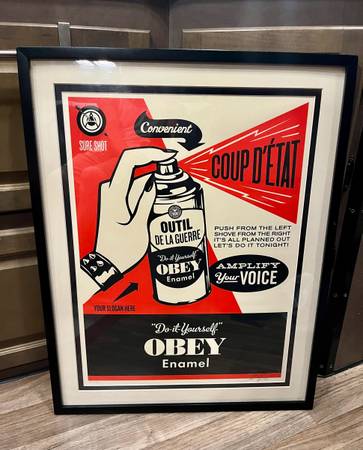 Convenient
SURE SHOT
COUP D'ÉTAT
OUTIL
DE LA GUERRE
"Do-it-Yourself"
OBEY
Enamel
PUSH FROM THE LEFT
SHOVE FROM THE RIGHT
IT'S ALL PLANNED OUT
LET'S DO IT TONIGHT!
AMPLIFY
Your VOICE
YOUR SLOGAN HERE
"Do-it-Yourself"
OBEY
Enamel